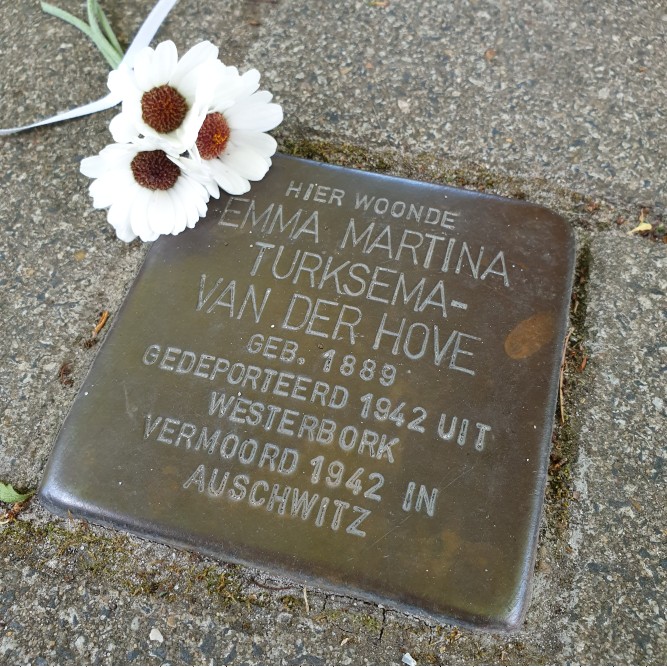 HIER WOONDE
EMMA MARTINA
TURKSEMA-
VAN DER HOVE
GEB. 1889
GEDEPORTEERD 1942 UIT
WESTERBORK
VERMOORD 1942 IN
AUSCHWITZ